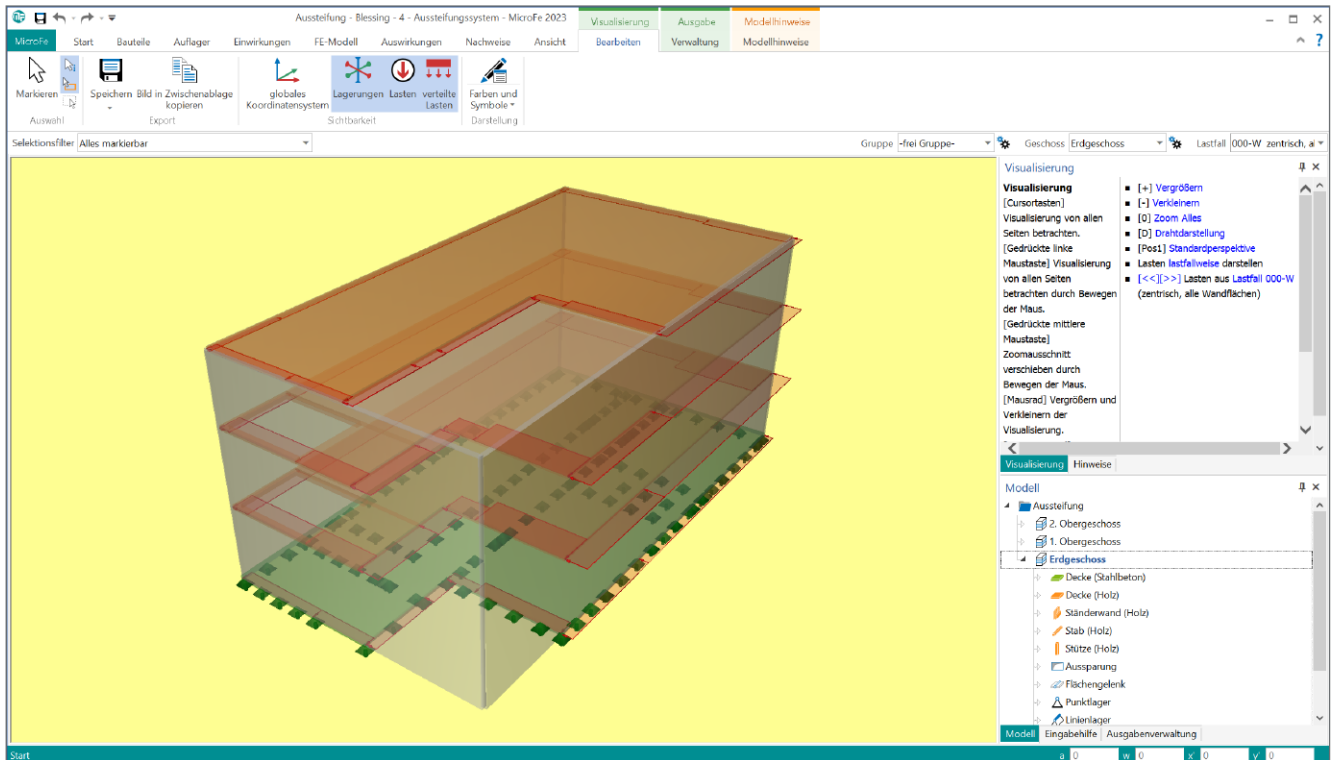 Aussteifung - Blessing - 4 - Aussteifungssystem - MicroFe 2023
Visualisierung
Ausgabe
Modellhinweise
MicroFe
Start
Bauteile
Auflager
Einwirkungen
FE-Modell
Auswirkungen
Nachweise
Ansicht
Bearbeiten
Verwaltung
Modellhinweise
Markieren
Speichern
Bild in Zwischenablage
kopieren
globales
Koordinatensystem
Lagerungen
Lasten
verteilte
Lasten
Farben und
Symbole
Auswahl
Export
Sichtbarkeit
Darstellung
Selektionsfilter Alles markierbar
Gruppe -frei Gruppe-
Geschoss Erdgeschoss
Lastfall 000-W zentrisch, al
Visualisierung
Visualisierung
[Cursortasten]
Visualisierung von allen
Seiten betrachten.
[Gedrückte linke
Maustaste] Visualisierung
von allen Seiten
betrachten durch Bewegen
der Maus.
[Gedrückte mittlere
Maustaste]
Zoomausschnitt
verschieben durch
Bewegen der Maus.
[Mausrad] Vergrößern und
Verkleinern der
Visualisierung.
[+] Vergrößern
[-] Verkleinern
[0] Zoom Alles
[D] Drahtdarstellung
[Pos1] Standardperspektive
Lasten lastfallweise darstellen
[<<][>>] Lasten aus Lastfall 000-W
(zentrisch, alle Wandflächen)
Visualisierung Hinweise
Modell
Aussteifung
2. Obergeschoss
1. Obergeschoss
Erdgeschoss
Decke (Stahlbeton)
Decke (Holz)
Ständerwand (Holz)
Stab (Holz)
Stütze (Holz)
Aussparung
Flächengelenk
Punktlager
Linienlager
Modell Eingabehilfe Ausgabenverwaltung
Start
a 0 w 0 x' 0 y' 0